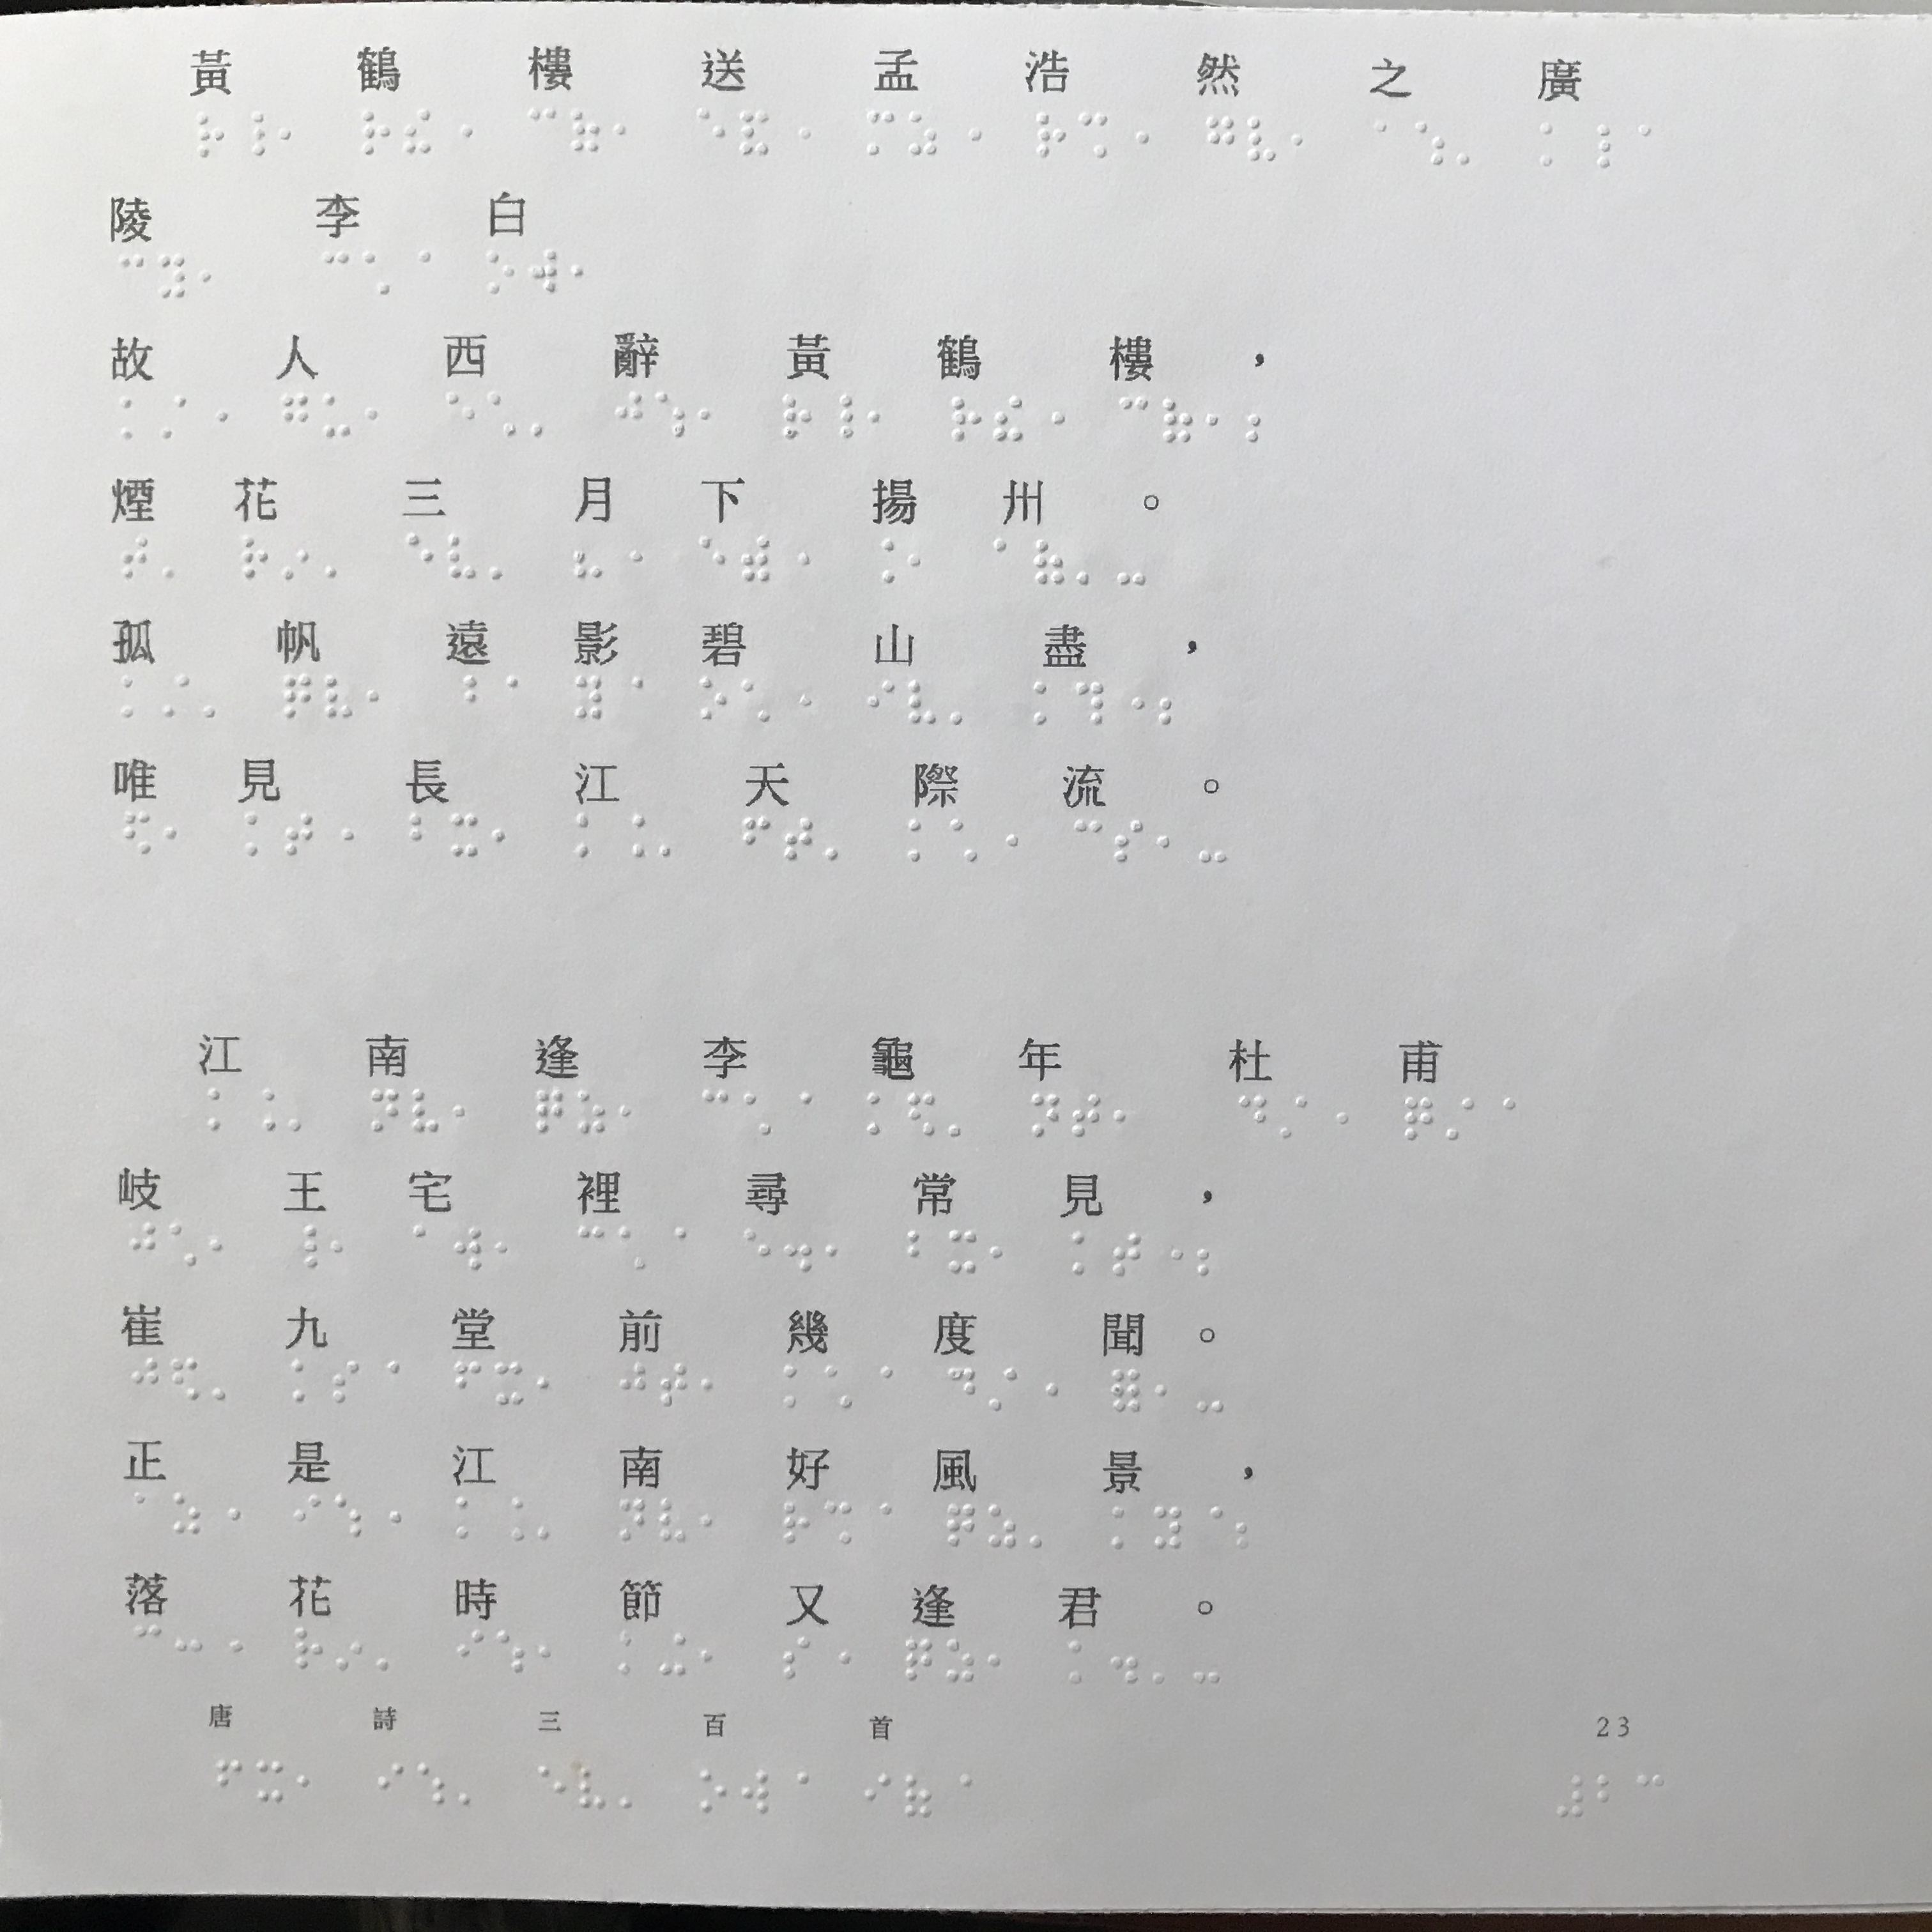 黃鶴樓送孟浩然之廣
陵 李白
故人西辭黃鶴樓，
煙花三月下揚州。
孤帆遠影碧山盡，
唯見長江天際流。
江南逢李龜年 杜甫
岐王宅裡尋常見，
崔九堂前幾度聞。
正是江南好風景，
落花時節又逢君。
唐詩三百首 23